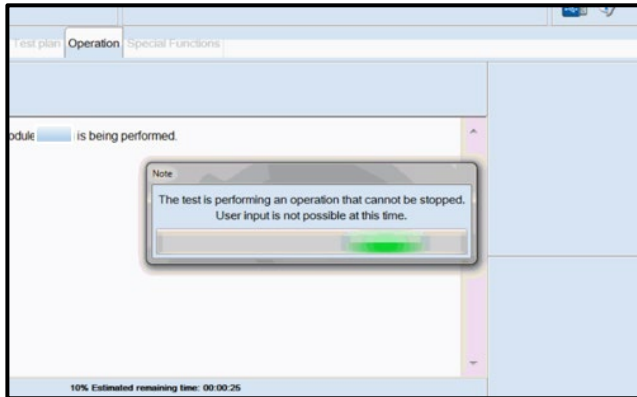 Test plan Operation Special Functions
odule is being performed.
Note
The test is performing an operation that cannot be stopped.
User input is not possible at this time.
10% Estimated remaining time: 00:00:25